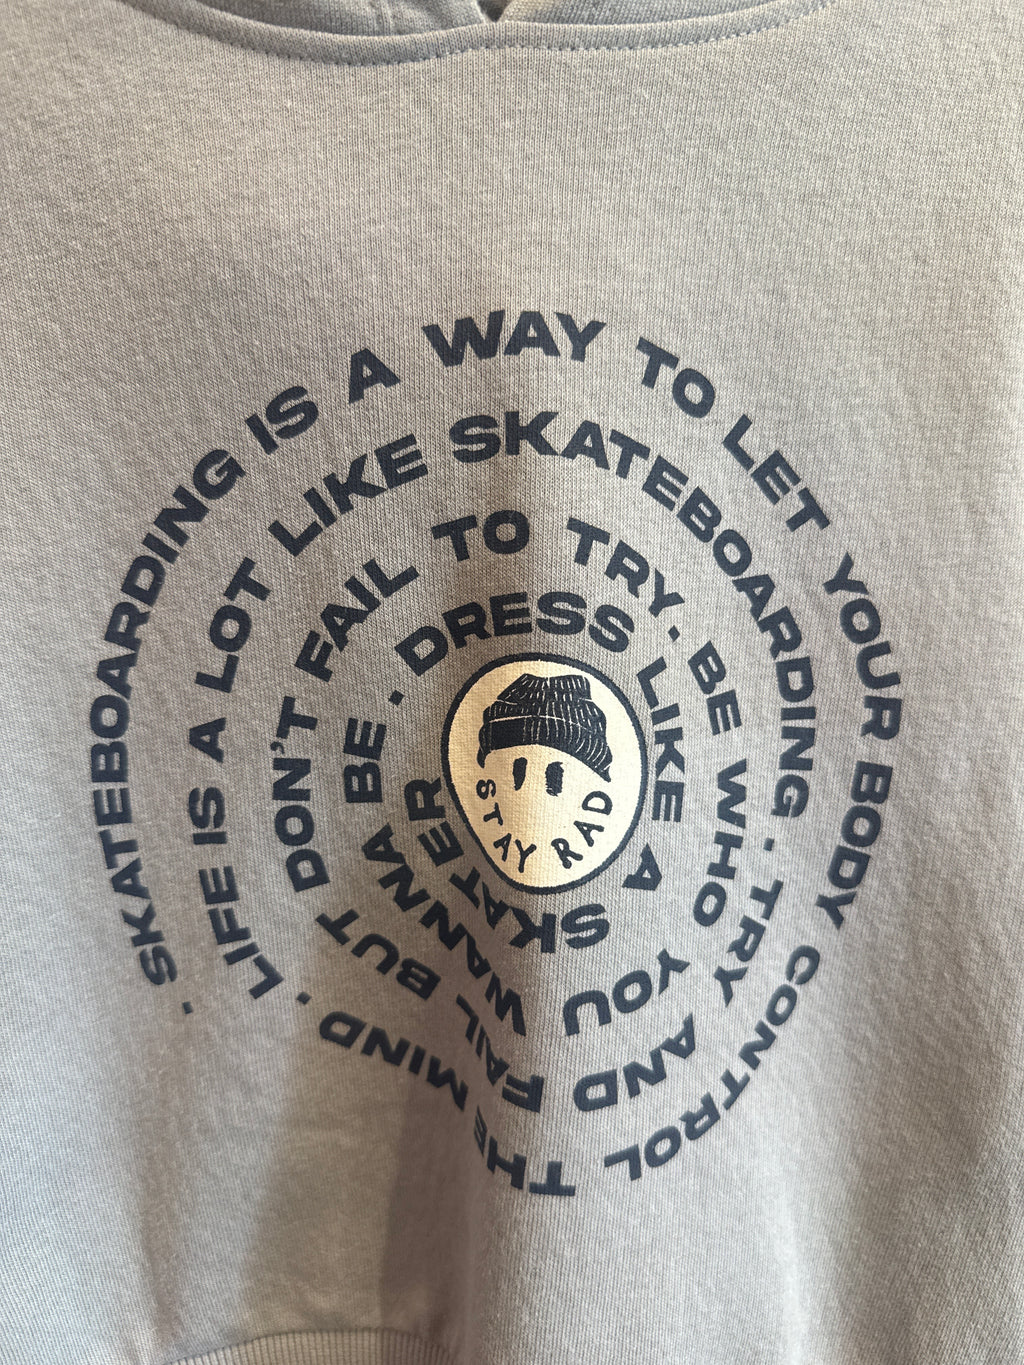 · SKATEBOARDING IS A WAY TO LET YOUR BODY CONTROL THE MIND · LIFE IS A LOT LIKE SKATEBOARDING · TRY AND FAIL BUT DON'T FAIL TO TRY · BE WHO YOU WANNA BE · DRESS LIKE A SKATER
STAY RAD